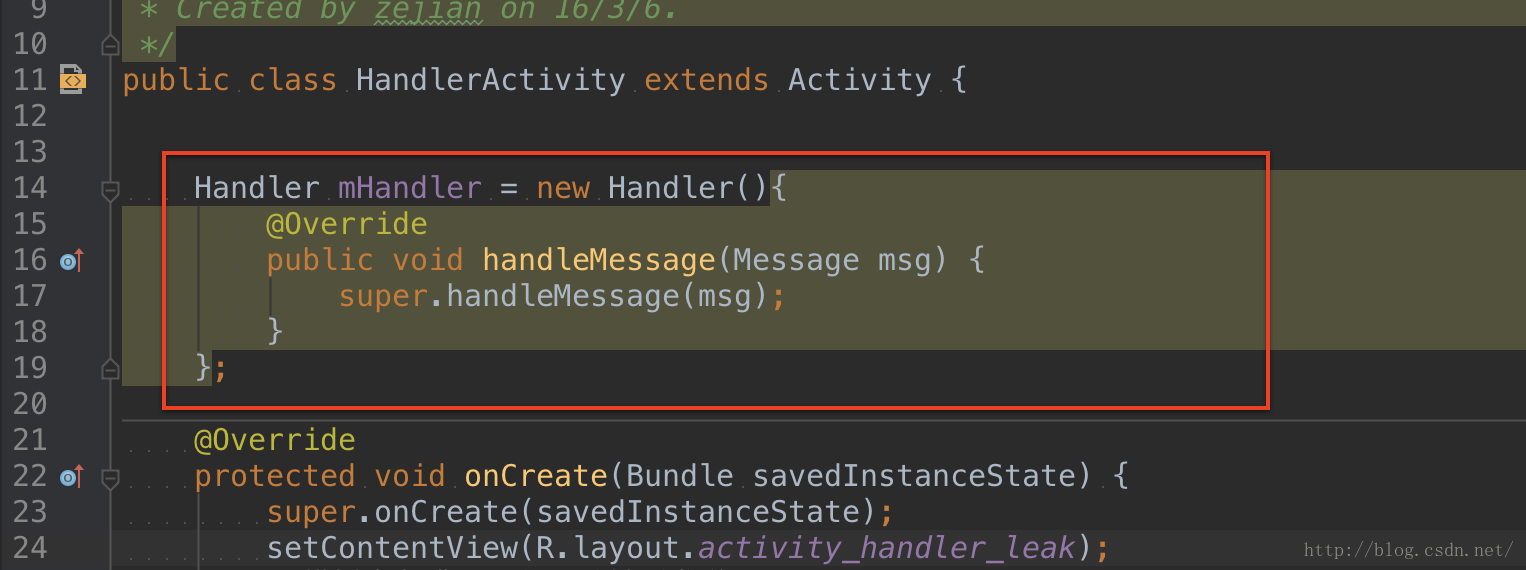 9 * Created by zejian on 16/3/6.
10 */
11 public class HandlerActivity extends Activity {
12
13
14 Handler mHandler = new Handler(){
15 @Override
16 public void handleMessage(Message msg) {
17 super.handleMessage(msg);
18 }
19 };
20
21 @Override
22 protected void onCreate(Bundle savedInstanceState) {
23 super.onCreate(savedInstanceState);
24 setContentView(R.layout.activity_handler_leak);
http://blog.csdn.net/